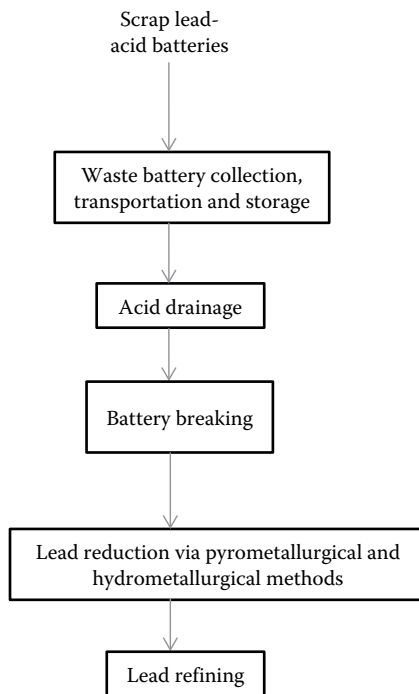 Scrap lead-
acid batteries
Waste battery collection,
transportation and storage
Acid drainage
Battery breaking
Lead reduction via pyrometallurgical and
hydrometallurgical methods
Lead refining